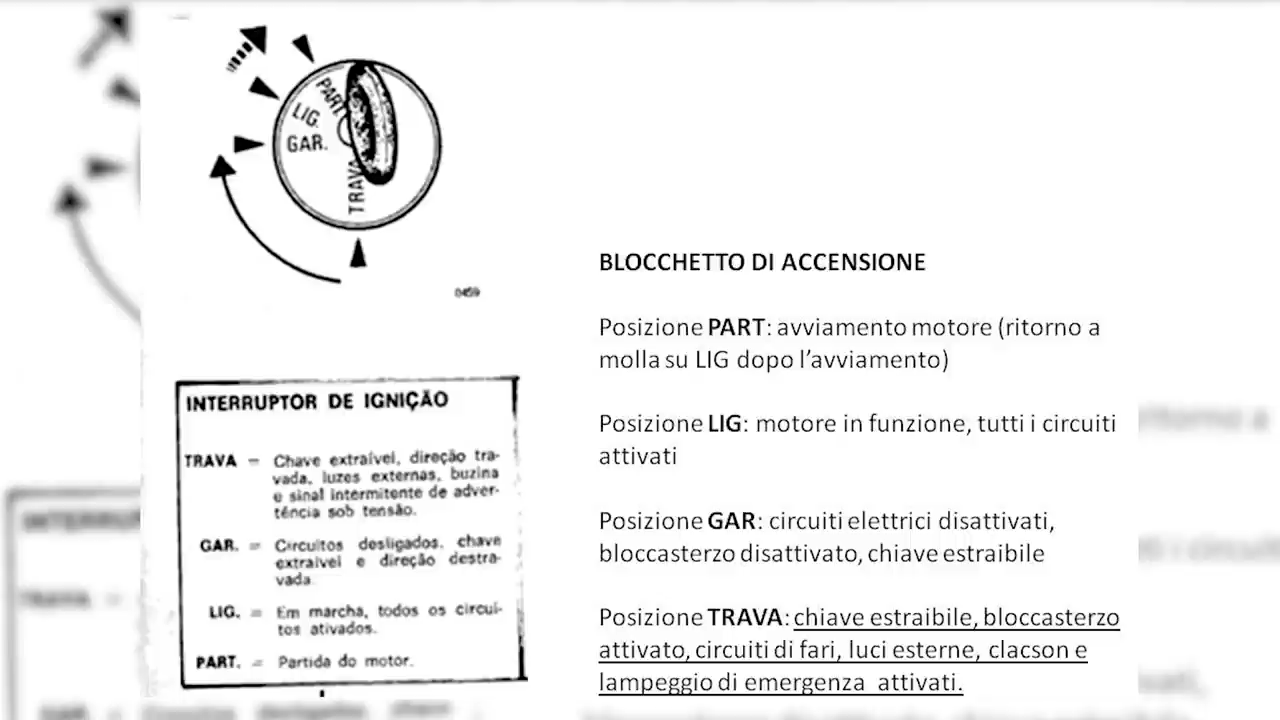 PART.
LIG.
GAR.
TRAVA
0459
INTERRUPTOR DE IGNIÇÃO
TRAVA = Chave extraível, direção tra-
vada, luzes externas, buzina
e sinal intermitente de adver-
tência sob tensão.
GAR. = Circuitos desligados, chave
extraível e direção destra-
vada.
LIG. = Em marcha, todos os circui-
tos ativados.
PART. = Partida do motor.
BLOCCHETTO DI ACCENSIONE
Posizione PART: avviamento motore (ritorno a
molla su LIG dopo l’avviamento)
Posizione LIG: motore in funzione, tutti i circuiti
attivati
Posizione GAR: circuiti elettrici disattivati,
bloccasterzo disattivato, chiave estraibile
Posizione TRAVA: chiave estraibile, bloccasterzo
attivato, circuiti di fari, luci esterne, clacson e
lampeggio di emergenza attivati.